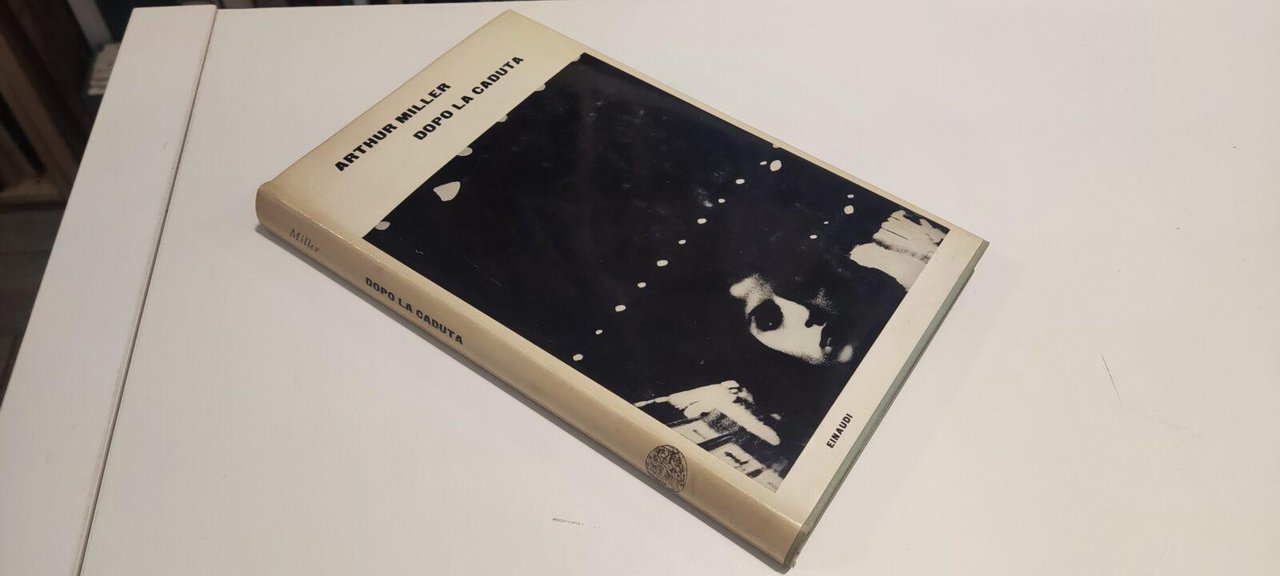 ARTHUR MILLER
DOPO LA CADUTA
EINAUDI
Miller
DOPO LA CADUTA